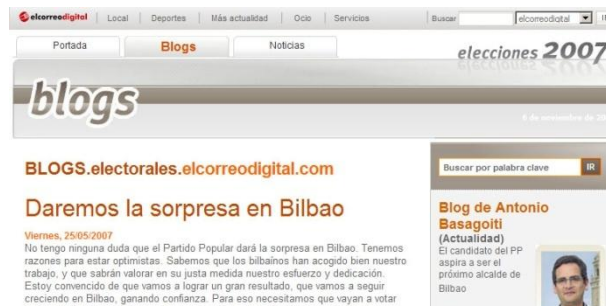 elcorreodigital Local Deportes Más actualidad Ocio Servicios Buscar elcorreodigital
Portada Blogs Noticias
elecciones 2007
blogs
BLOGS.electorales.elcorreodigital.com
Daremos la sorpresa en Bilbao
Viernes, 25/05/2007
No tengo ninguna duda que el Partido Popular dará la sorpresa en Bilbao. Tenemos
razones para estar optimistas. Sabemos que los bilbaínos han acogido bien nuestro
trabajo, y que sabrán valorar en su justa medida nuestro esfuerzo y dedicación.
Estoy convencido de que vamos a lograr un gran resultado, que vamos a seguir
creciendo en Bilbao, ganando confianza. Para eso necesitamos que vayan a votar
Buscar por palabra clave IR
Blog de Antonio
Basagoiti
(Actualidad)
El candidato del PP
aspira a ser el
próximo alcalde de
Bilbao